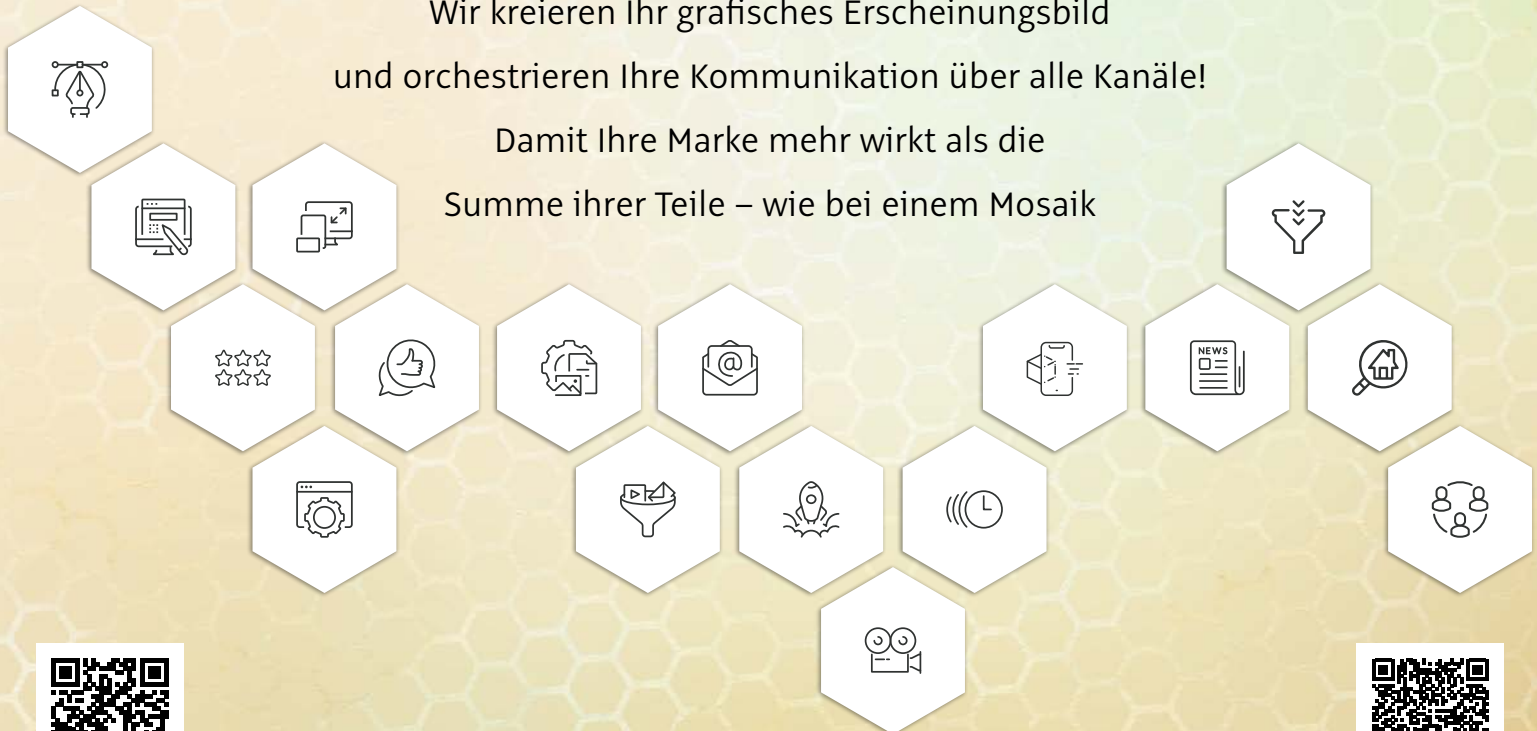 Wir kreieren Ihr grafisches Erscheinungsbild
und orchestrieren Ihre Kommunikation über alle Kanäle!
Damit Ihre Marke mehr wirkt als die
Summe ihrer Teile – wie bei einem Mosaik
@
NEWS